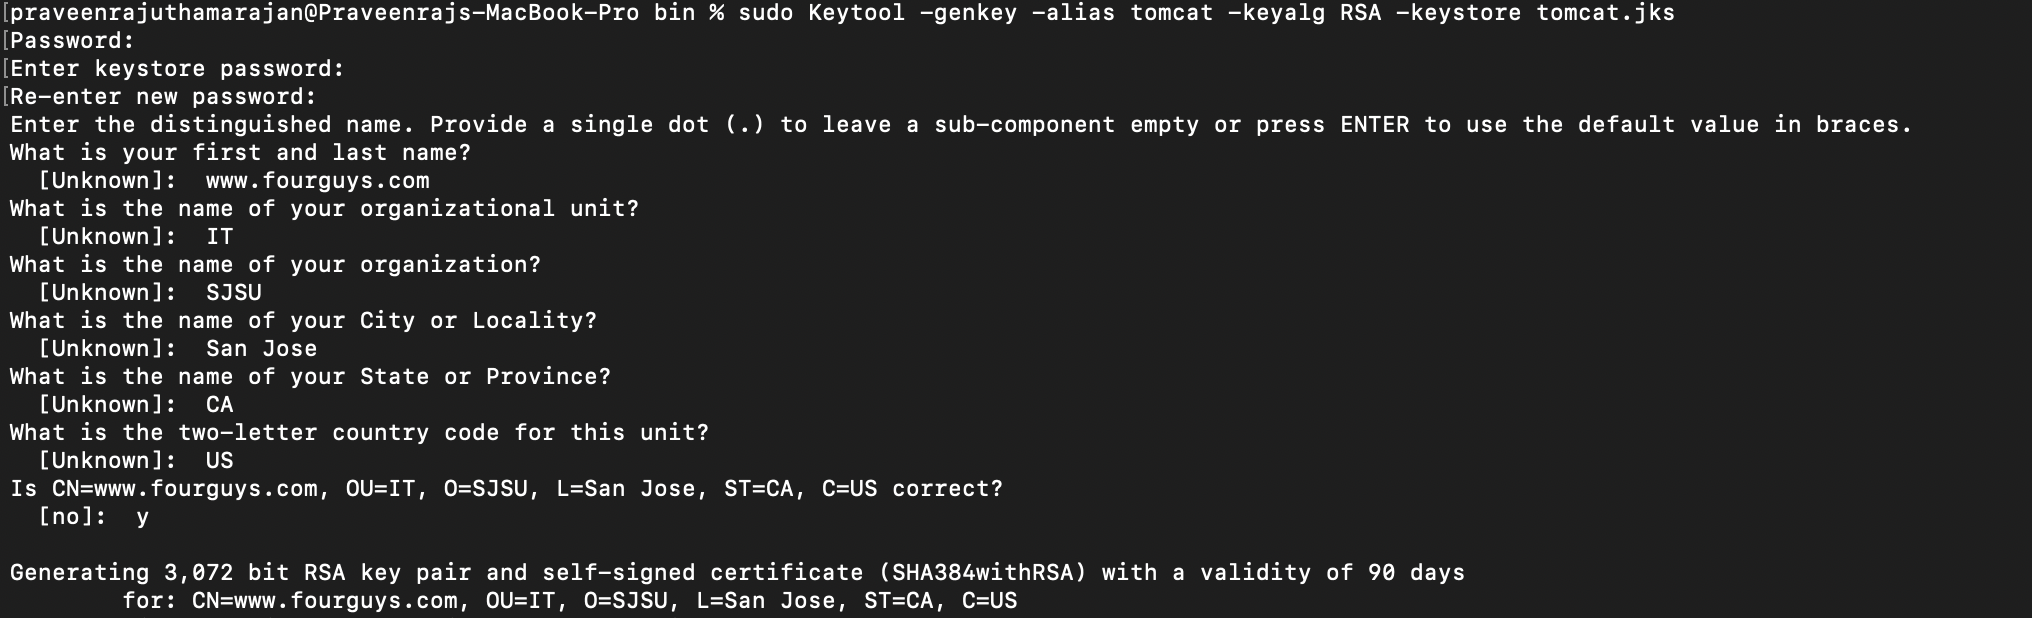 [praveenrajuthamarajan@Praveenrajs-MacBook-Pro bin % sudo Keytool -genkey -alias tomcat -keyalg RSA -keystore tomcat.jks
[Password:
[Enter keystore password:
[Re-enter new password:
Enter the distinguished name. Provide a single dot (.) to leave a sub-component empty or press ENTER to use the default value in braces.
What is your first and last name?
[Unknown]: www.fourguys.com
What is the name of your organizational unit?
[Unknown]: IT
What is the name of your organization?
[Unknown]: SJSU
What is the name of your City or Locality?
[Unknown]: San Jose
What is the name of your State or Province?
[Unknown]: CA
What is the two-letter country code for this unit?
[Unknown]: US
Is CN=www.fourguys.com, OU=IT, O=SJSU, L=San Jose, ST=CA, C=US correct?
[no]: y
Generating 3,072 bit RSA key pair and self-signed certificate (SHA384withRSA) with a validity of 90 days
for: CN=www.fourguys.com, OU=IT, O=SJSU, L=San Jose, ST=CA, C=US